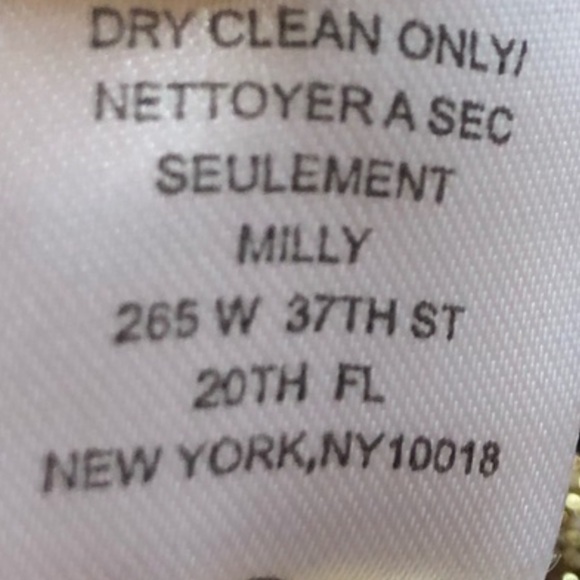 DRY CLEAN ONLY/
NETTOYER A SEC
SEULEMENT
MILLY
265 W 37TH ST
20TH FL
NEW YORK,NY10018